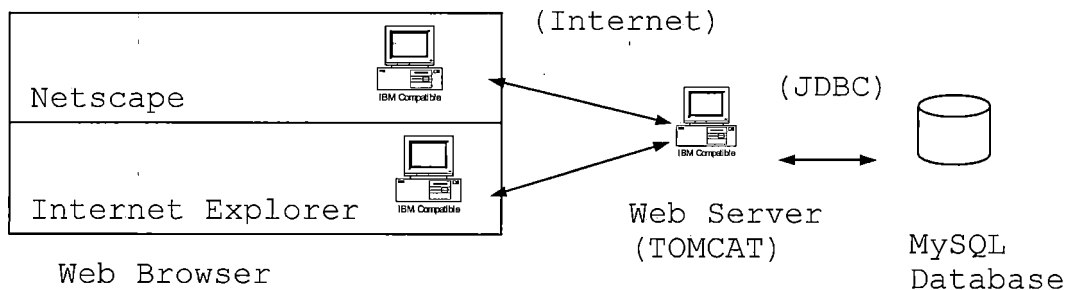 (Internet)
Netscape
IBM Compatible
(JDBC)
IBM Compatible
Internet Explorer
IBM Compatible
Web Server
(TOMCAT)
MySQL
Database
Web Browser